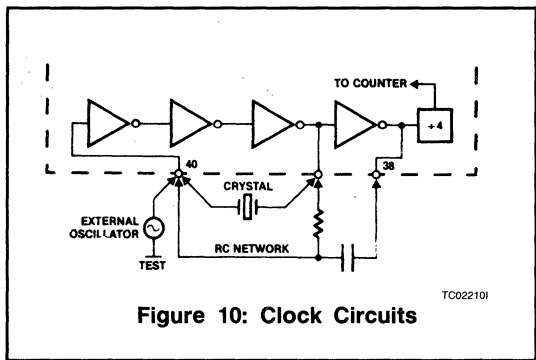 TO COUNTER
÷4
40
38
CRYSTAL
EXTERNAL
OSCILLATOR
RC NETWORK
TEST
TC02210I
Figure 10: Clock Circuits